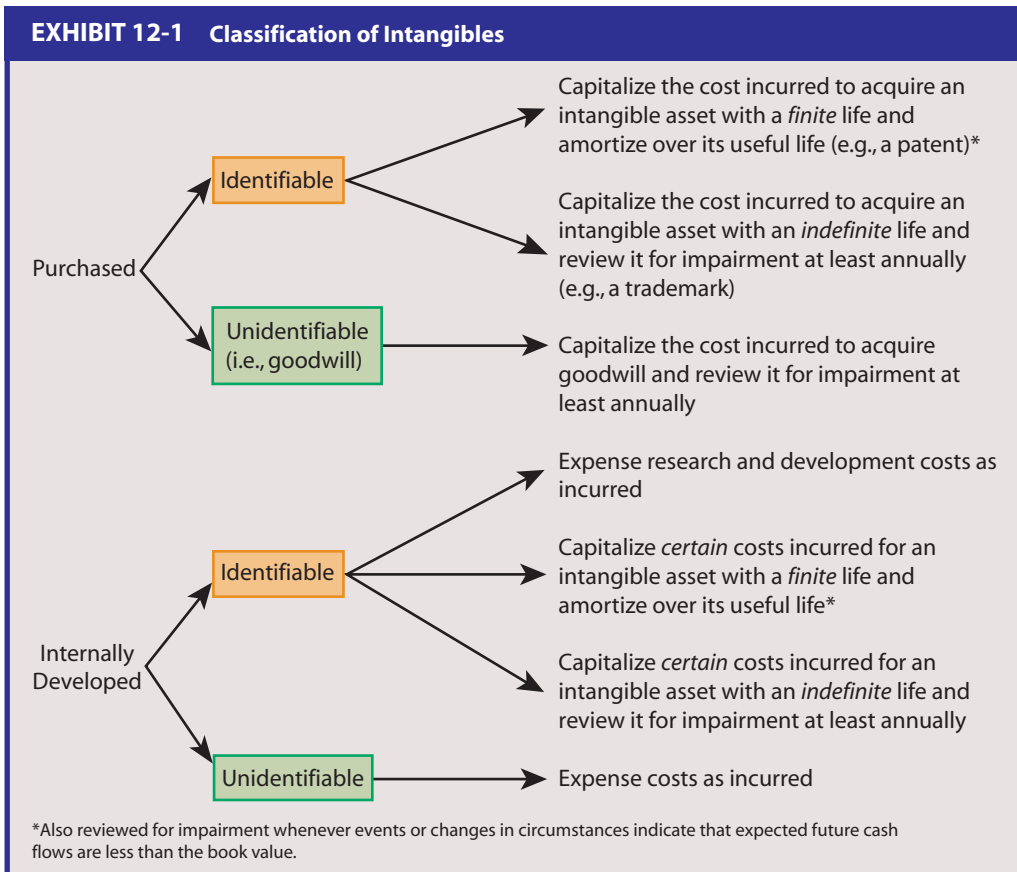 EXHIBIT 12-1 Classification of Intangibles
Purchased
Identifiable
Capitalize the cost incurred to acquire an
intangible asset with a finite life and
amortize over its useful life (e.g., a patent)*
Capitalize the cost incurred to acquire an
intangible asset with an indefinite life and
review it for impairment at least annually
(e.g., a trademark)
Unidentifiable
(i.e., goodwill)
Capitalize the cost incurred to acquire
goodwill and review it for impairment at
least annually
Internally
Developed
Identifiable
Expense research and development costs as
incurred
Capitalize certain costs incurred for an
intangible asset with a finite life and
amortize over its useful life*
Capitalize certain costs incurred for an
intangible asset with an indefinite life and
review it for impairment at least annually
Unidentifiable
Expense costs as incurred
*Also reviewed for impairment whenever events or changes in circumstances indicate that expected future cash
flows are less than the book value.